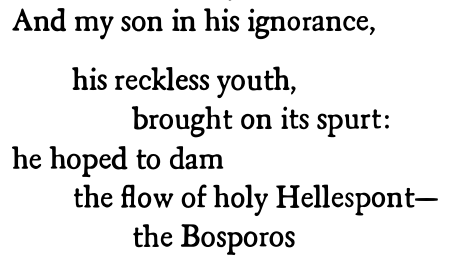 And my son in his ignorance,
his reckless youth,
brought on its spurt:
he hoped to dam
the flow of holy Hellespont—
the Bosporos